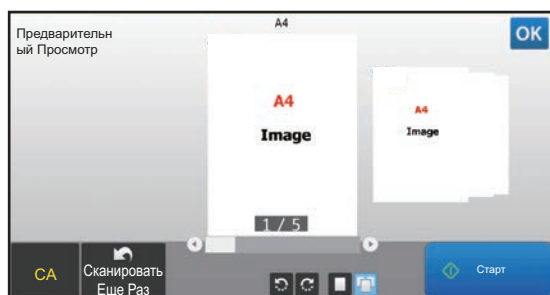 A4
OK
Предварительн
ый Просмотр
A4
Image
1 / 5
A4
Image
CA
Сканировать
Еще Раз
Старт